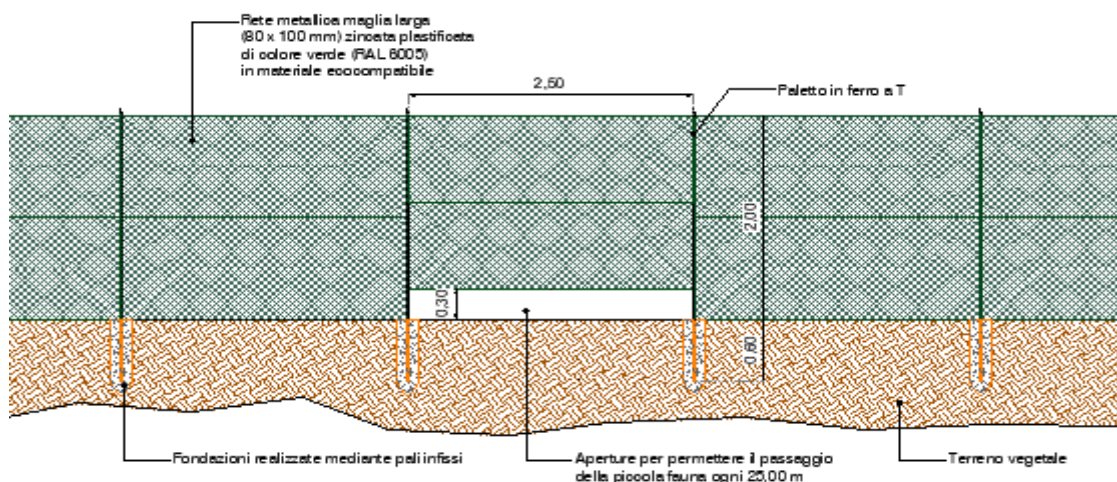 Rete metallica maglia larga
(80 x 100 mm) zincata plastificata
di colore verde (RAL 6005)
in materiale ecocompatibile
2,50
Paletto in ferro a T
2,00
0,30
0,60
Fondazioni realizzate mediante pali infissi
Aperture per permettere il passaggio
della piccola fauna ogni 25,00 m
Terreno vegetale